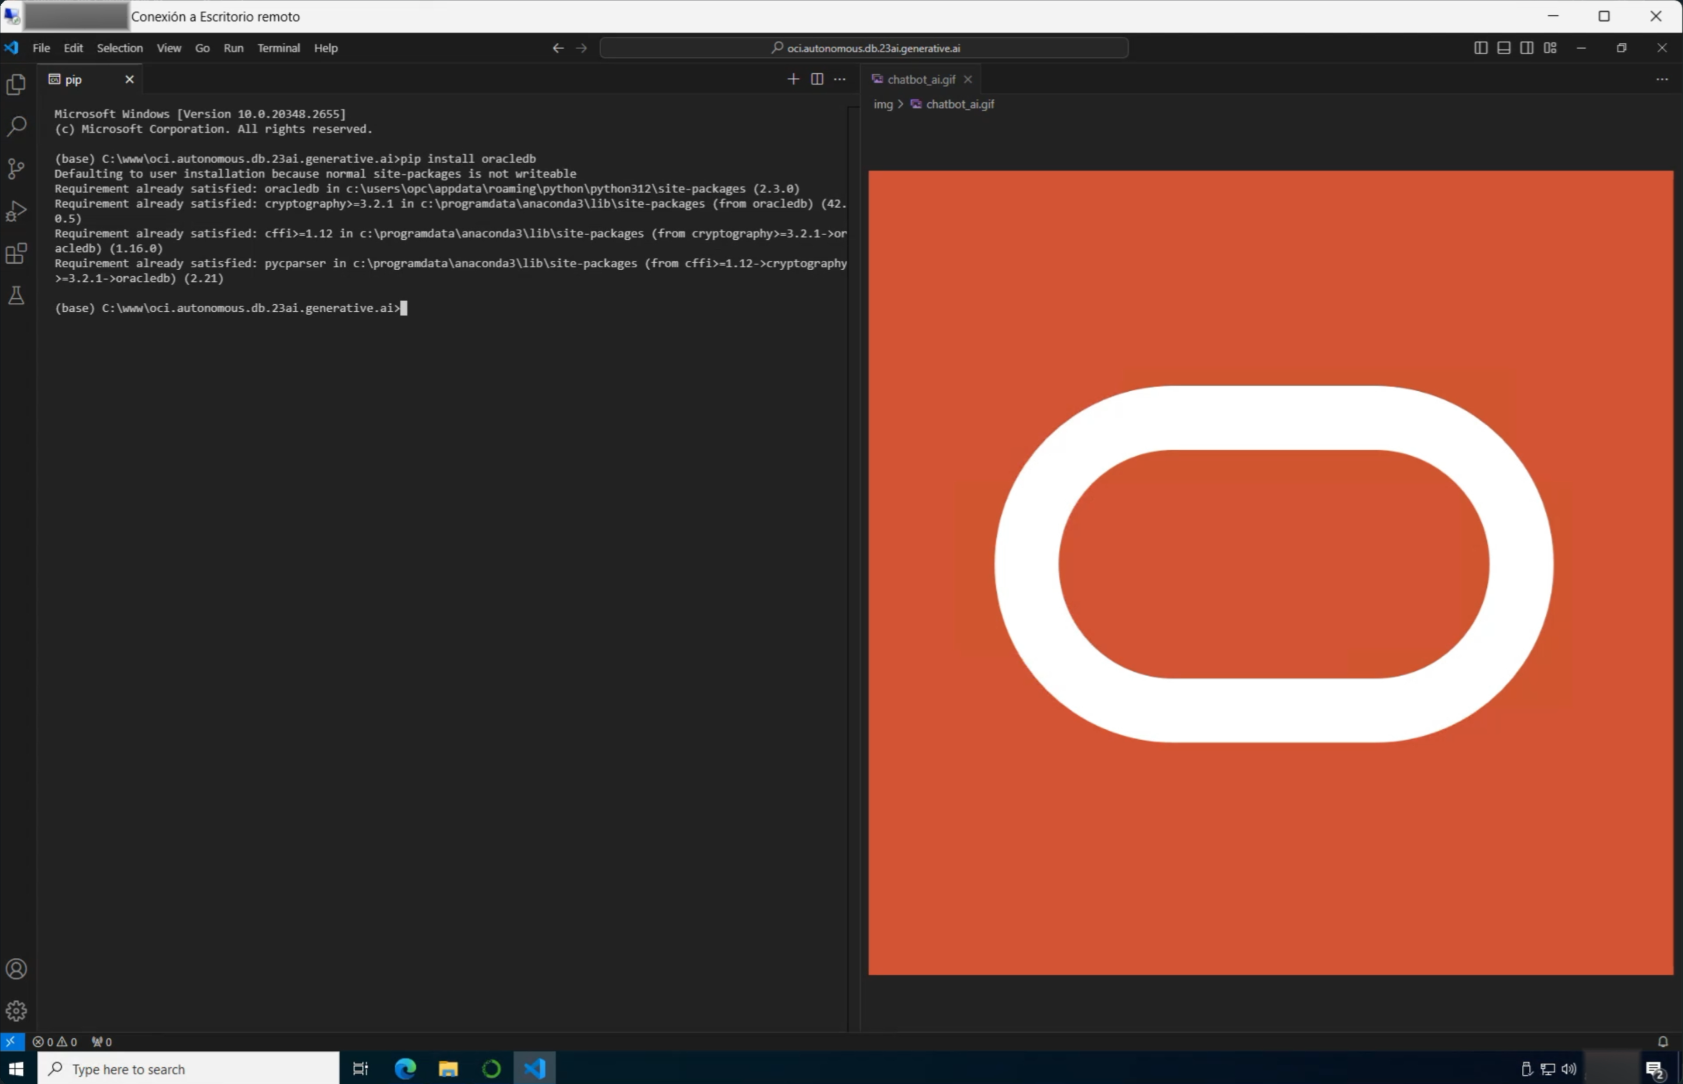 Conexión a Escritorio remoto
File Edit Selection View Go Run Terminal Help
oci.autonomous.db.23ai.generative.ai
pip
chatbot_ai.gif
img > chatbot_ai.gif
Microsoft Windows [Version 10.0.20348.2655]
(c) Microsoft Corporation. All rights reserved.
(base) C:\www\oci.autonomous.db.23ai.generative.ai>pip install oracledb
Defaulting to user installation because normal site-packages is not writeable
Requirement already satisfied: oracledb in c:\users\opc\appdata\roaming\python\python312\site-packages (2.3.0)
Requirement already satisfied: cryptography>=3.2.1 in c:\programdata\anaconda3\lib\site-packages (from oracledb) (42.
0.5)
Requirement already satisfied: cffi>=1.12 in c:\programdata\anaconda3\lib\site-packages (from cryptography>=3.2.1->or
acledb) (1.16.0)
Requirement already satisfied: pycparser in c:\programdata\anaconda3\lib\site-packages (from cffi>=1.12->cryptography
>=3.2.1->oracledb) (2.21)
(base) C:\www\oci.autonomous.db.23ai.generative.ai>
0 0 0
Type here to search
2